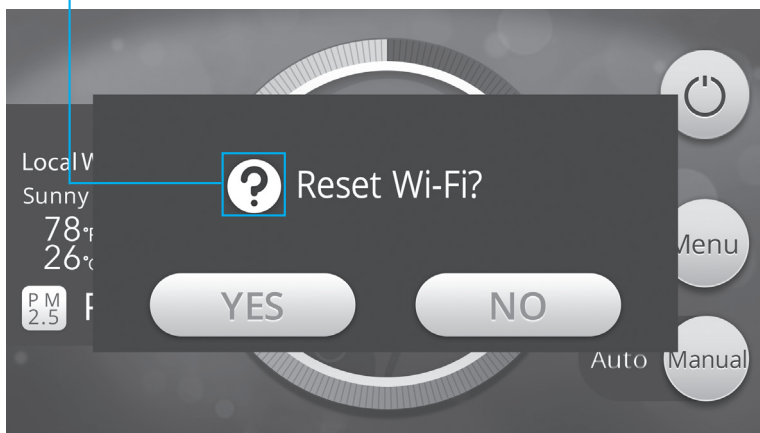 Local W
Sunny
78°F
26°C
PM
2.5
?
Reset Wi-Fi?
YES
NO
Menu
Auto
Manual